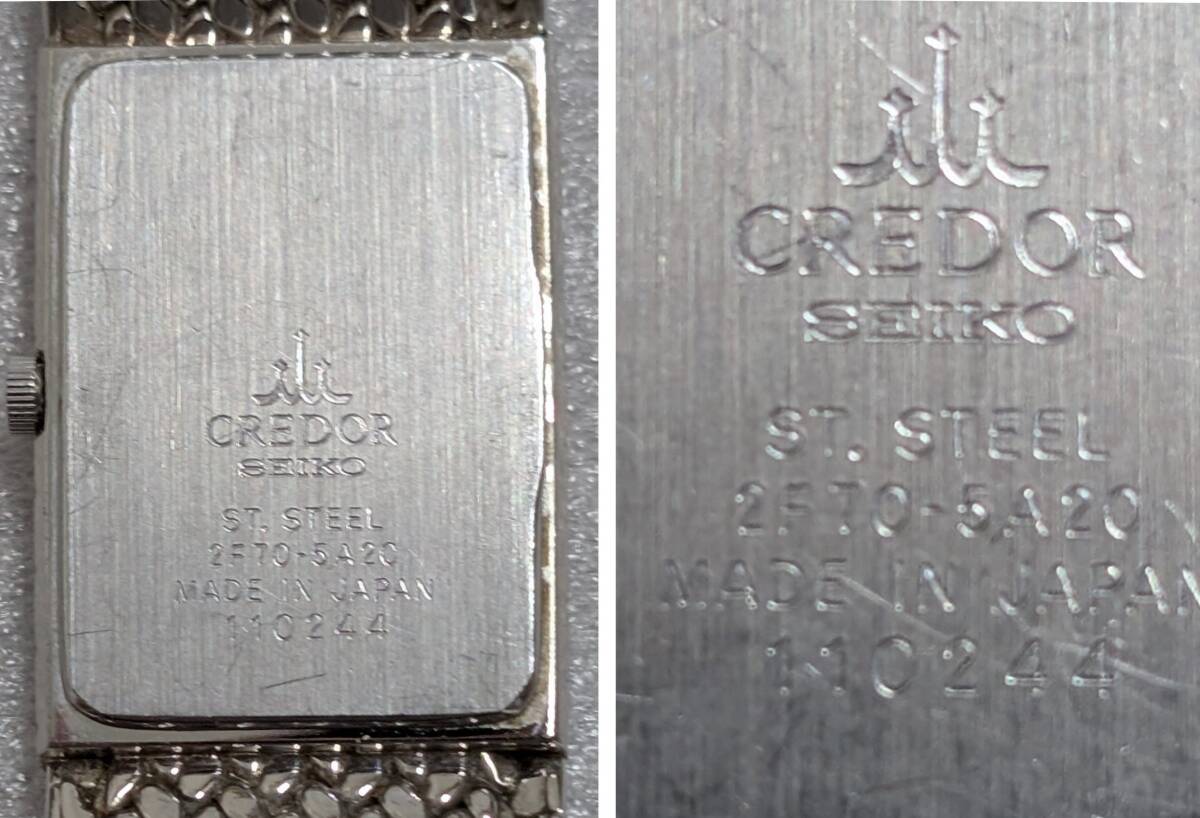 CREDOR
SEIKO
ST. STEEL
2F70-5A20
MADE IN JAPAN
110244
CREDOR
SEIKO
ST. STEEL
2F70-5A20
MADE IN JAPAN
110244